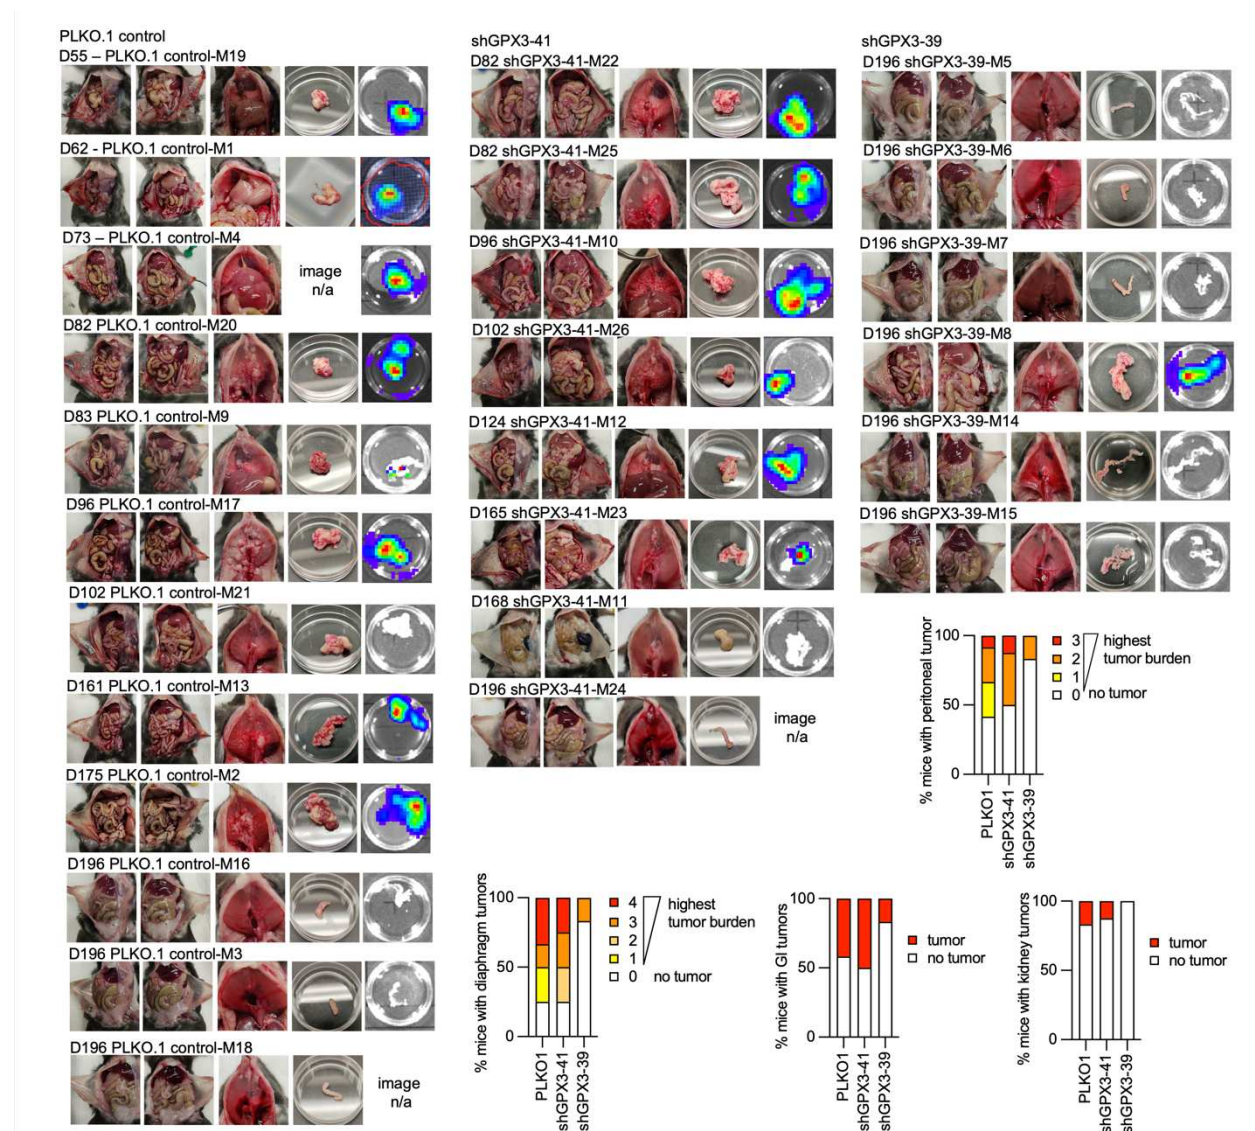 PLKO.1 control
D55 – PLKO.1 control-M19
D62 - PLKO.1 control-M1
D73 – PLKO.1 control-M4
image
n/a
D82 PLKO.1 control-M20
D83 PLKO.1 control-M9
D96 PLKO.1 control-M17
D102 PLKO.1 control-M21
D161 PLKO.1 control-M13
D175 PLKO.1 control-M2
D196 PLKO.1 control-M16
D196 PLKO.1 control-M3
D196 PLKO.1 control-M18
image
n/a
shGPX3-41
D82 shGPX3-41-M22
D82 shGPX3-41-M25
D96 shGPX3-41-M10
D102 shGPX3-41-M26
D124 shGPX3-41-M12
D165 shGPX3-41-M23
D168 shGPX3-41-M11
D196 shGPX3-41-M24
image
n/a
shGPX3-39
D196 shGPX3-39-M5
D196 shGPX3-39-M6
D196 shGPX3-39-M7
D196 shGPX3-39-M8
D196 shGPX3-39-M14
D196 shGPX3-39-M15
% mice with peritoneal tumor
100
50
0
3 highest
2 tumor burden
1
0 no tumor
PLKO1
shGPX3-41
shGPX3-39
% mice with diaphragm tumors
100
50
0
4 highest
3 tumor burden
2
1
0 no tumor
PLKO1
shGPX3-41
shGPX3-39
% mice with GI tumors
100
50
0
tumor
no tumor
PLKO1
shGPX3-41
shGPX3-39
% mice with kidney tumors
100
50
0
tumor
no tumor
PLKO1
shGPX3-41
shGPX3-39